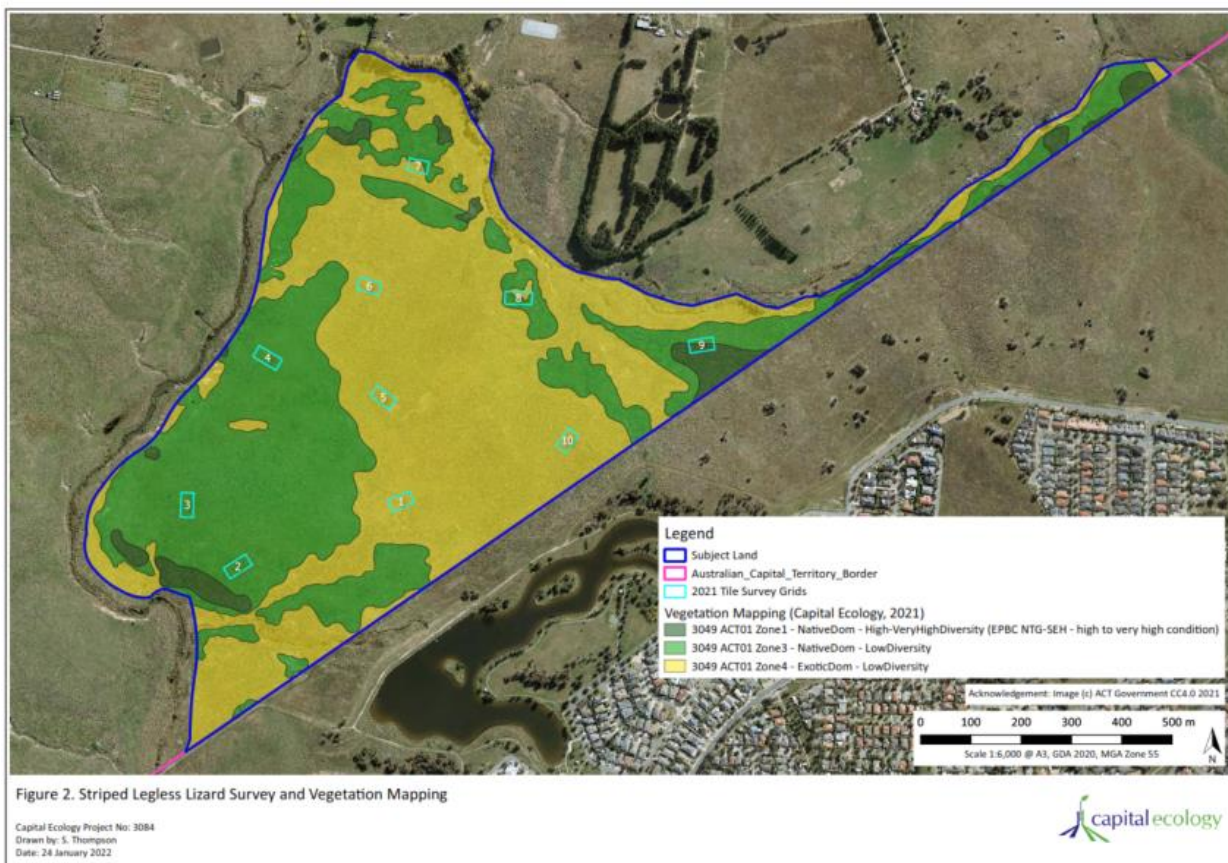 7
6
8
4
9
5
10
1
3
2
Legend
Subject Land
Australian_Capital_Territory_Border
2021 Tile Survey Grids
Vegetation Mapping (Capital Ecology, 2021)
3049 ACT01 Zone1 - NativeDom - High-VeryHighDiversity (EPBC NTG-SEH - high to very high condition)
3049 ACT01 Zone3 - NativeDom - LowDiversity
3049 ACT01 Zone4 - ExoticDom - LowDiversity
Acknowledgement: Image (c) ACT Government CC4.0 2021
0 100 200 300 400 500 m
Scale 1:6,000 @ A3, GDA 2020, MGA Zone 55
N
Figure 2. Striped Legless Lizard Survey and Vegetation Mapping
Capital Ecology Project No: 3084
Drawn by: S. Thompson
Date: 24 January 2022
capital ecology